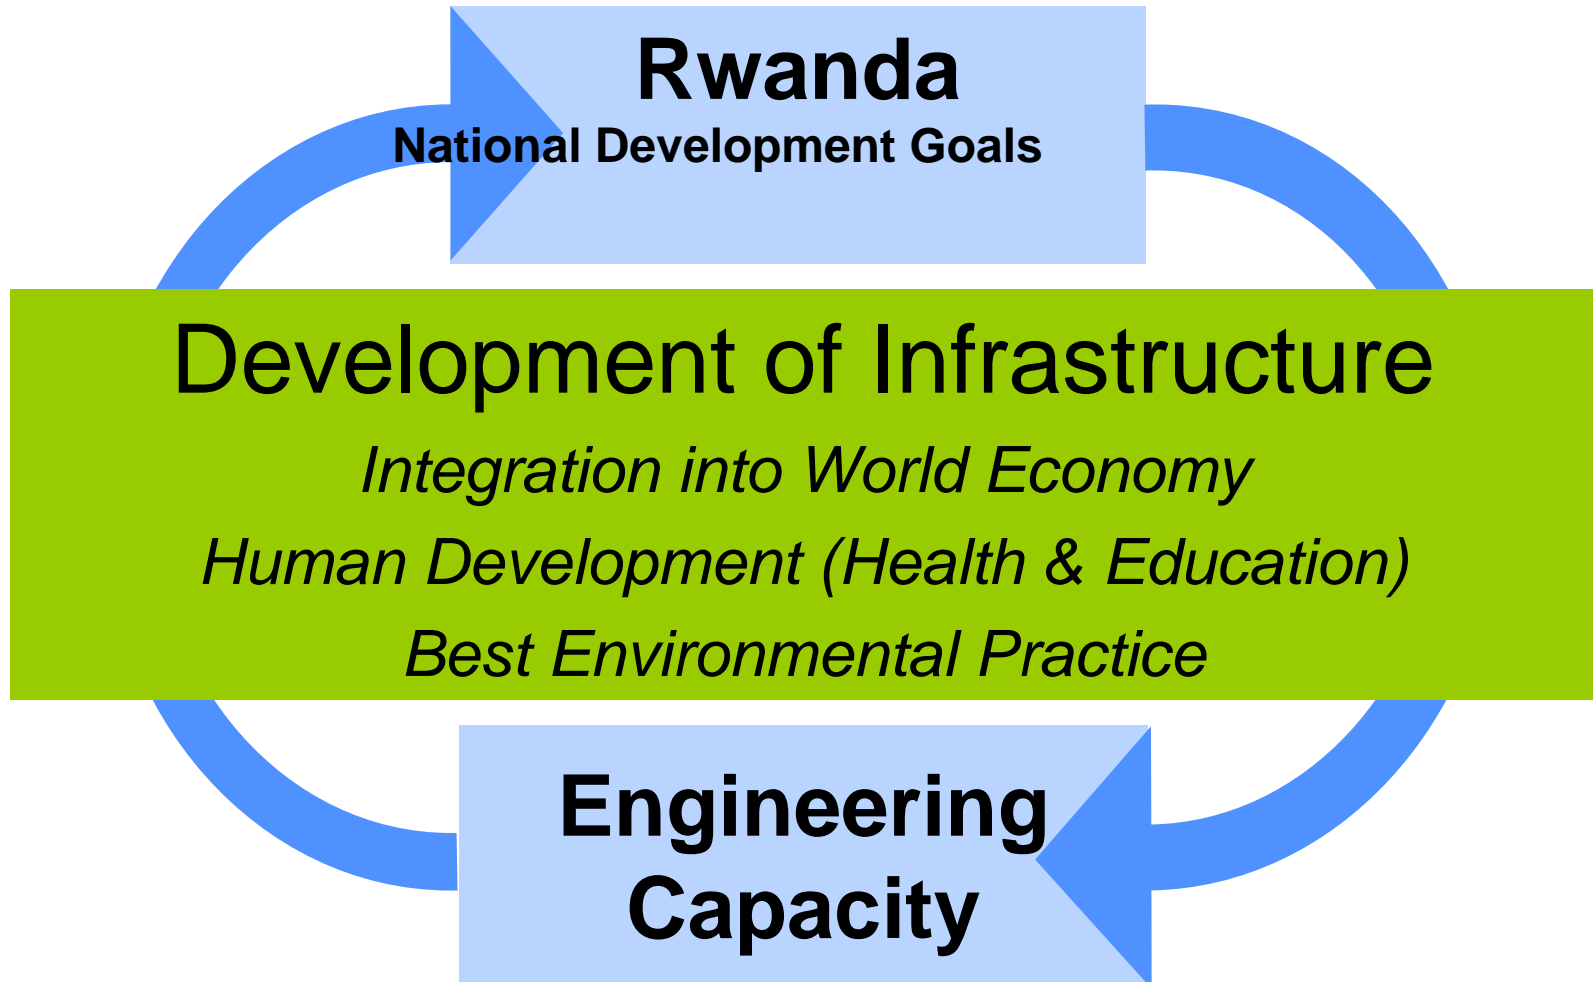 Rwanda
National Development Goals
Development of Infrastructure
Integration into World Economy
Human Development (Health & Education)
Best Environmental Practice
Engineering
Capacity